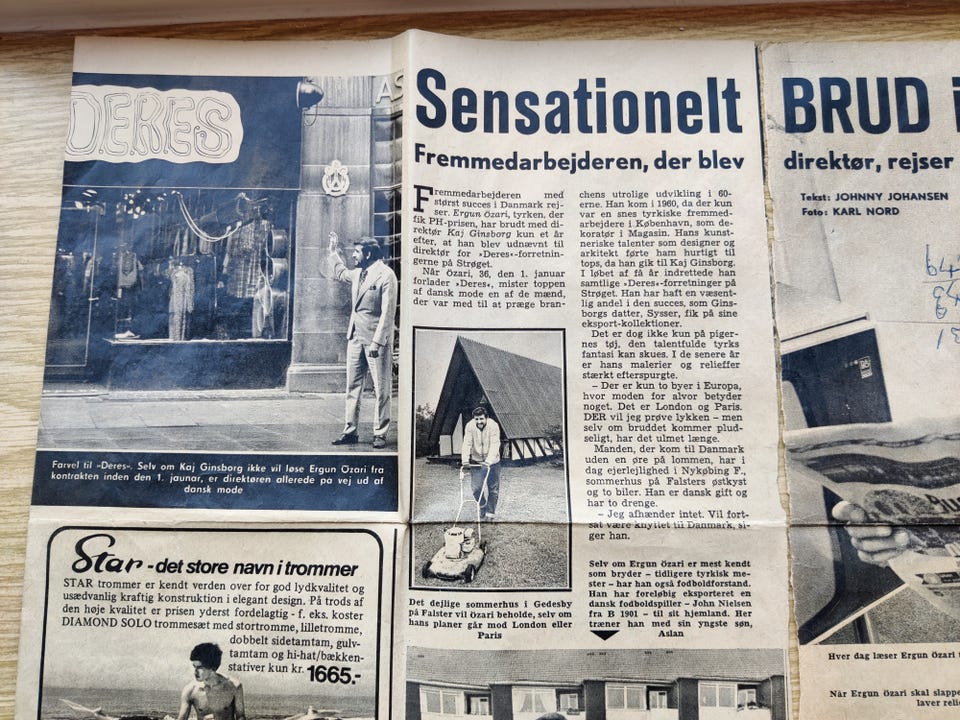 DERES
Farvel til »Deres«. Selv om Kaj Ginsborg ikke vil løse Ergun Özari fra
kontrakten inden den 1. jaunar, er direktøren allerede pa vej ud af
dansk mode
Star - det store navn i trommer
STAR trommer er kendt verden over for god lydkvalitet og
usædvanlig kraftig konstruktion i elegant design. På trods af
den høje kvalitet er prisen yderst fordelagtig - f. eks. koster
DIAMOND SOLO trommesæt med stortromme, lilletromme,
dobbelt sidetamtam, gulv-
tamtam og hi-hat/bækken-
stativer kun kr. 1665.-
Sensationelt
Fremmedarbejderen, der blev
Fremmedarbejderen med
størst succes i Danmark rej-
ser. Ergun Özari, tyrken, der
fik PH-prisen, har brudt med di-
rektør Kaj Ginsborg kun et år
efter, at han blev udnævnt til
direktør for »Deres«-forretnin-
gerne på Strøget.
Når Özari, 36, den 1. januar
forlader »Deres«, mister toppen
af dansk mode en af de mænd,
der var med til at præge bran-
Det dejlige sommerhus i Gedesby
på Falster vil Özari beholde, selv om
hans planer går mod London eller
Paris
chens utrolige udvikling i 60-
erne. Han kom i 1960, da der kun
var en snes tyrkiske fremmed-
arbejdere i København, som de-
koratør i Magasin. Hans kunst-
neriske talenter som designer og
arkitekt førte ham hurtigt til
tops, da han gik til Kaj Ginsborg.
I løbet af få år indrettede han
samtlige »Deres«-forretninger på
Strøget. Han har haft en væsent-
lig andel i den succes, som Gins-
borgs datter, Sysser, fik på sine
eksport-kollektioner.
Det er dog ikke kun på piger-
nes tøj, den talentfulde tyrks
fantasi kan skues. I de senere år
er hans malerier og relieffer
stærkt efterspurgte.
– Der er kun to byer i Europa,
hvor moden for alvor betyder
noget. Det er London og Paris.
DER vil jeg prøve lykken – men
selv om bruddet kommer plud-
seligt, har det ulmet længe.
Manden, der kom til Danmark
uden en øre på lommen, har i
dag ejerlejlighed i Nykøbing F.,
sommerhus på Falsters østkyst
og to biler. Han er dansk gift og
har to drenge.
– Jeg afhænder intet. Vil fort-
sat være knyttet til Danmark, si-
ger han.
Selv om Ergun Özari er mest kendt
som bryder – tidligere tyrkisk me-
ster – har han også fodboldforstand.
Han har foreløbig eksporteret en
dansk fodboldspiller – John Nielsen
fra B 1901 – til sit hjemland. Her
træner han med sin yngste søn,
Aslan
BRUD i
direktør, rejser
Tekst: JOHNNY JOHANSEN
Foto: KARL NORD
Hver dag læser Ergun Özari
Når Ergun Özari skal slappe
laver reli